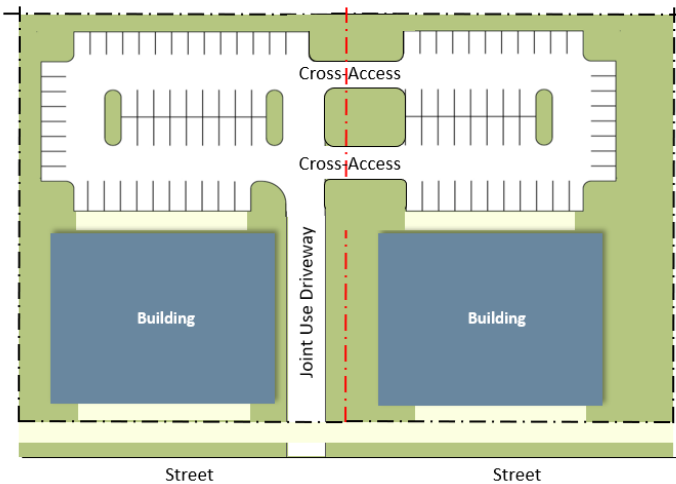 Cross-Access
Cross-Access
Joint Use Driveway
Building
Building
Street
Street